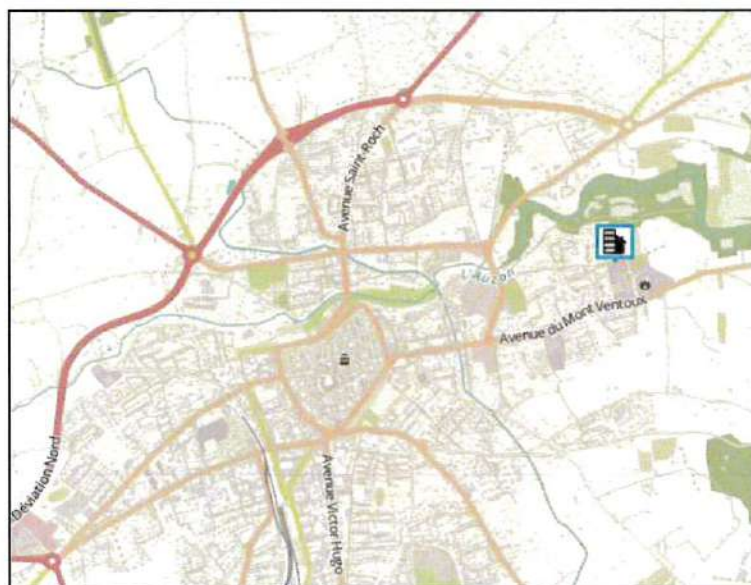 Avenue Saint-Roch
L'Auzon
Avenue du Mont Ventoux
Déviation Nord
Avenue Victor Hugo